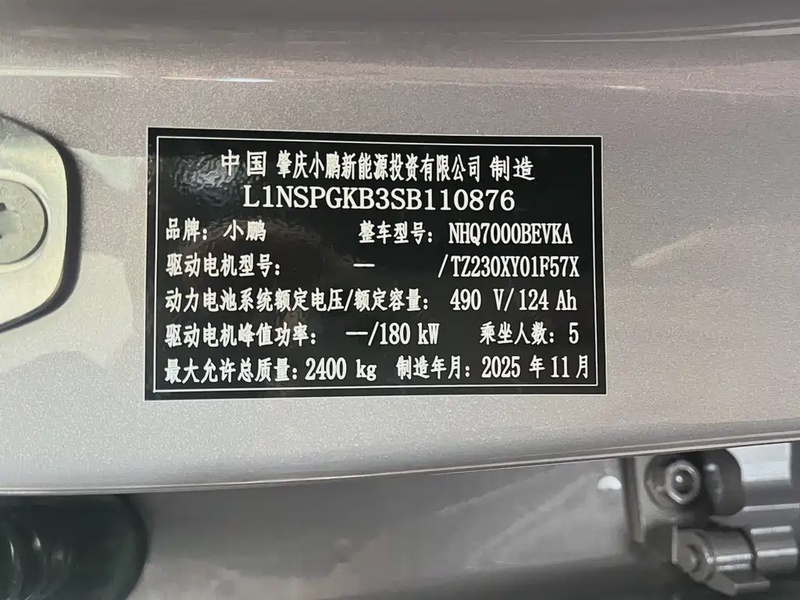 中国 肇庆小鹏新能源投资有限公司 制造
L1NSPGKB3SB110876
品牌：小鹏 整车型号：NHQ7000BEVKA
驱动电机型号： — /TZ230XY01F57X
动力电池系统额定电压/额定容量：490 V/124 Ah
驱动电机峰值功率： —/180 kW 乘坐人数：5
最大允许总质量：2400 kg 制造年月：2025 年 11 月